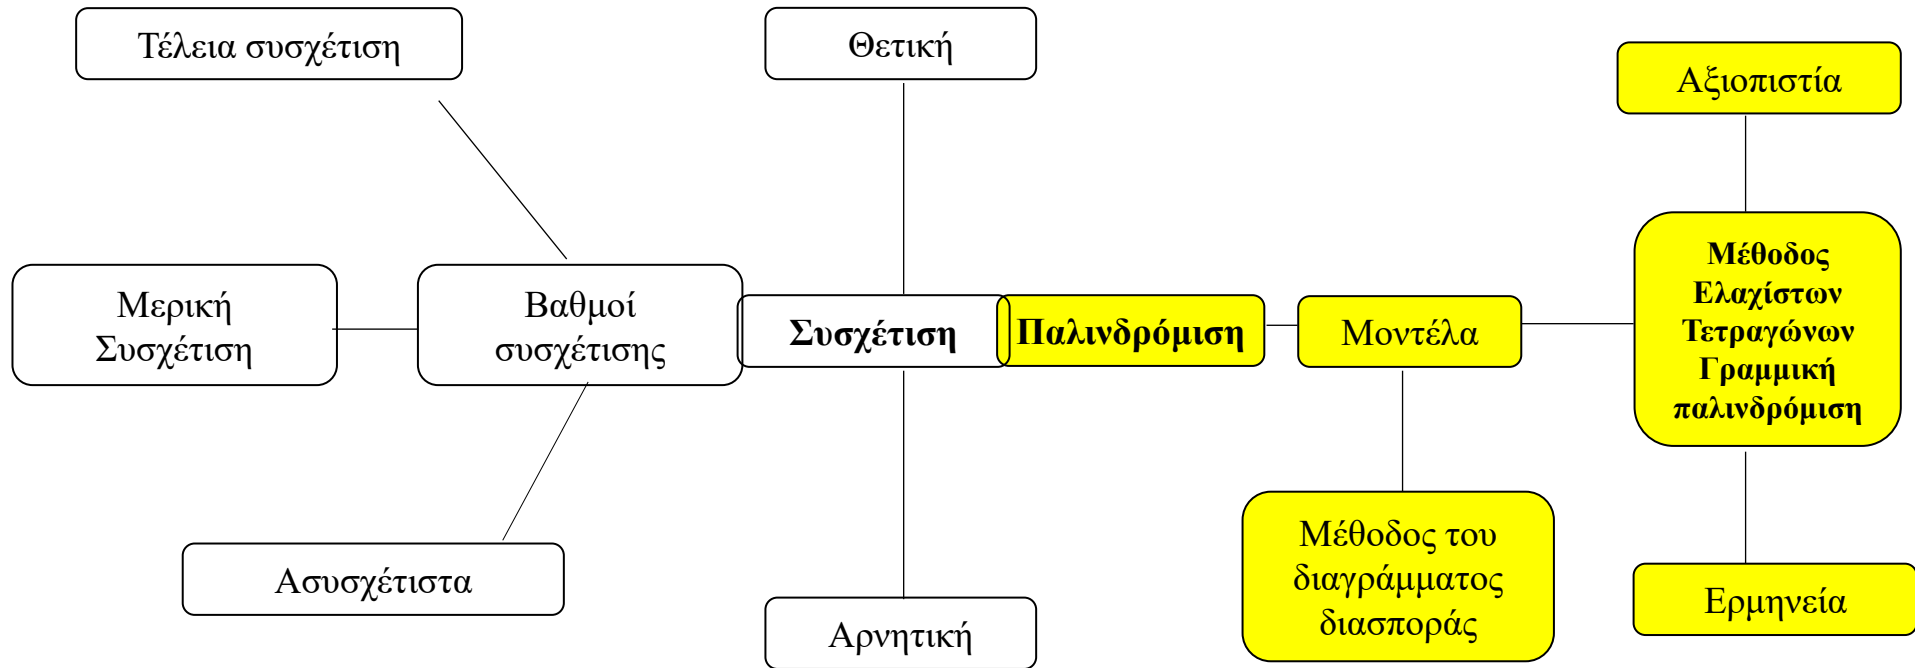 Τέλεια συσχέτιση
Θετική
Αξιοπιστία
Μερική
Συσχέτιση
Βαθμοί
συσχέτισης
Συσχέτιση
Παλινδρόμιση
Μοντέλα
Μέθοδος
Ελαχίστων
Τετραγώνων
Γραμμική
παλινδρόμιση
Ασυσχέτιστα
Αρνητική
Μέθοδος του
διαγράμματος
διασποράς
Ερμηνεία